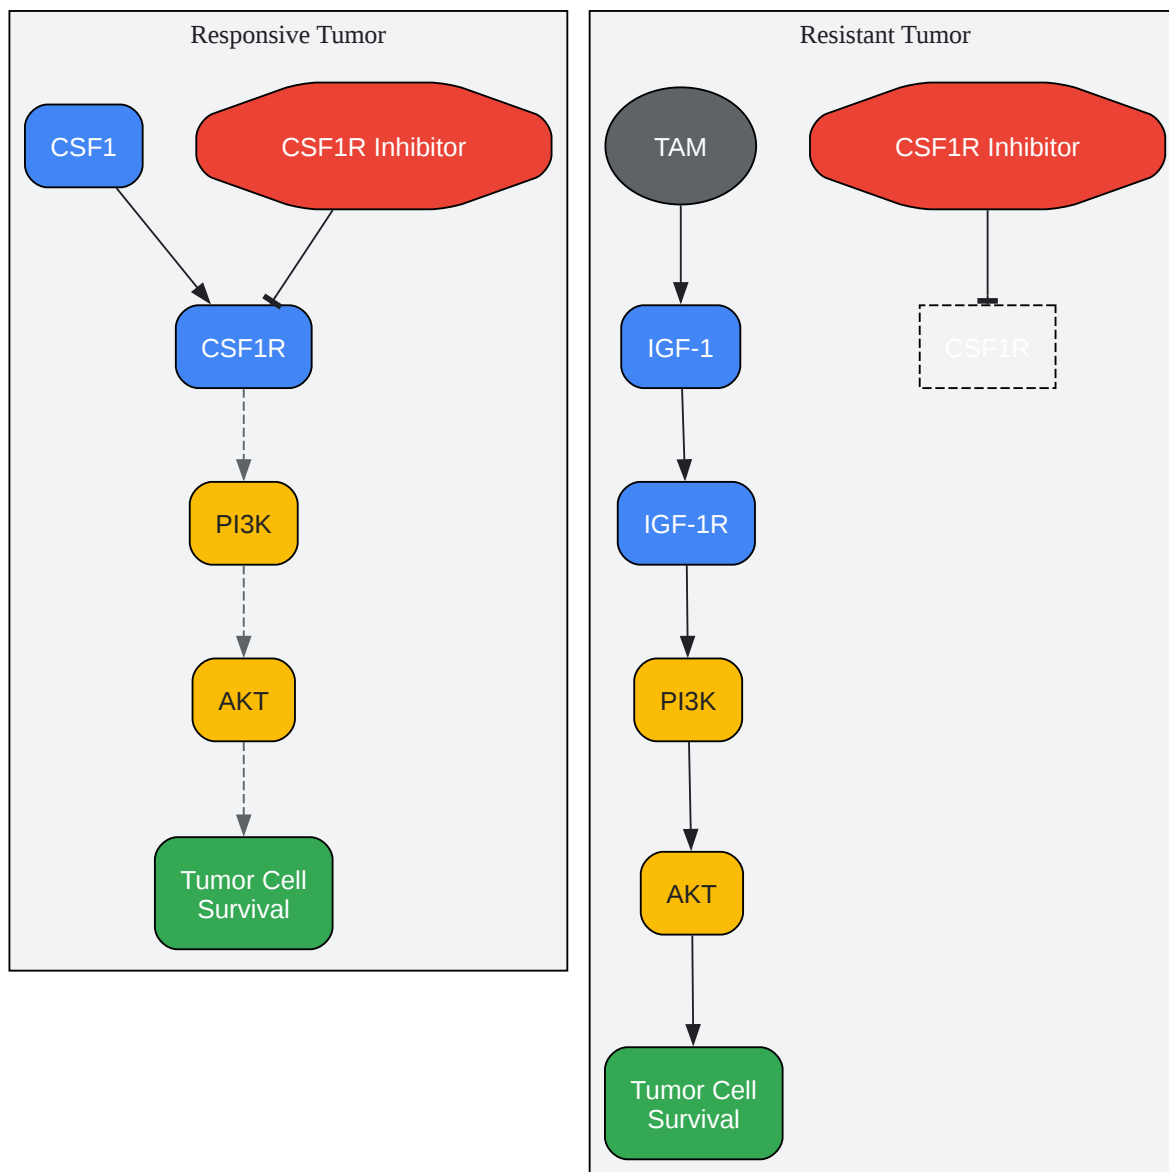 Responsive Tumor
CSF1
CSF1R Inhibitor
CSF1R
PI3K
AKT
Tumor Cell
Survival
Resistant Tumor
TAM
CSF1R Inhibitor
IGF-1
CSF1R
IGF-1R
PI3K
AKT
Tumor Cell
Survival